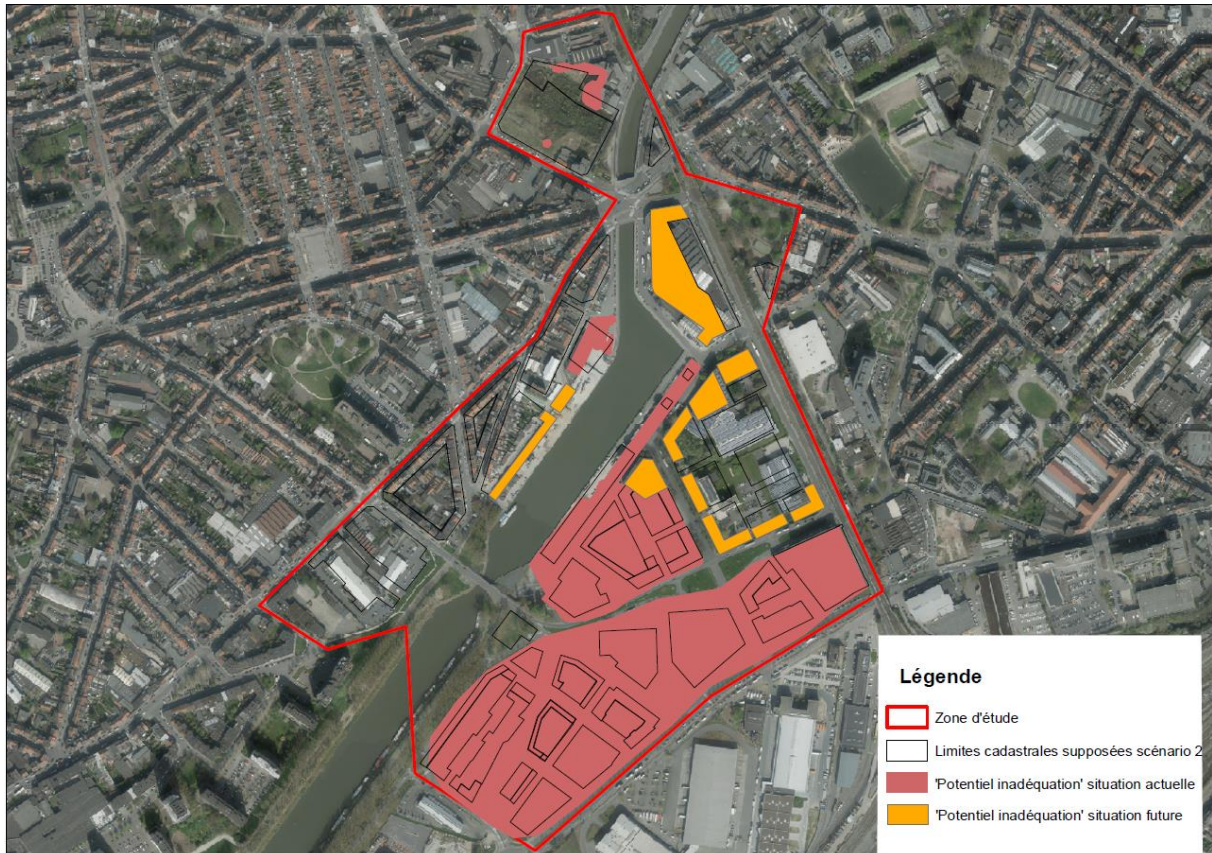 Légende
Zone d'étude
Limites cadastrales supposées scénario 2
'Potentiel inadéquation' situation actuelle
'Potentiel inadéquation' situation future